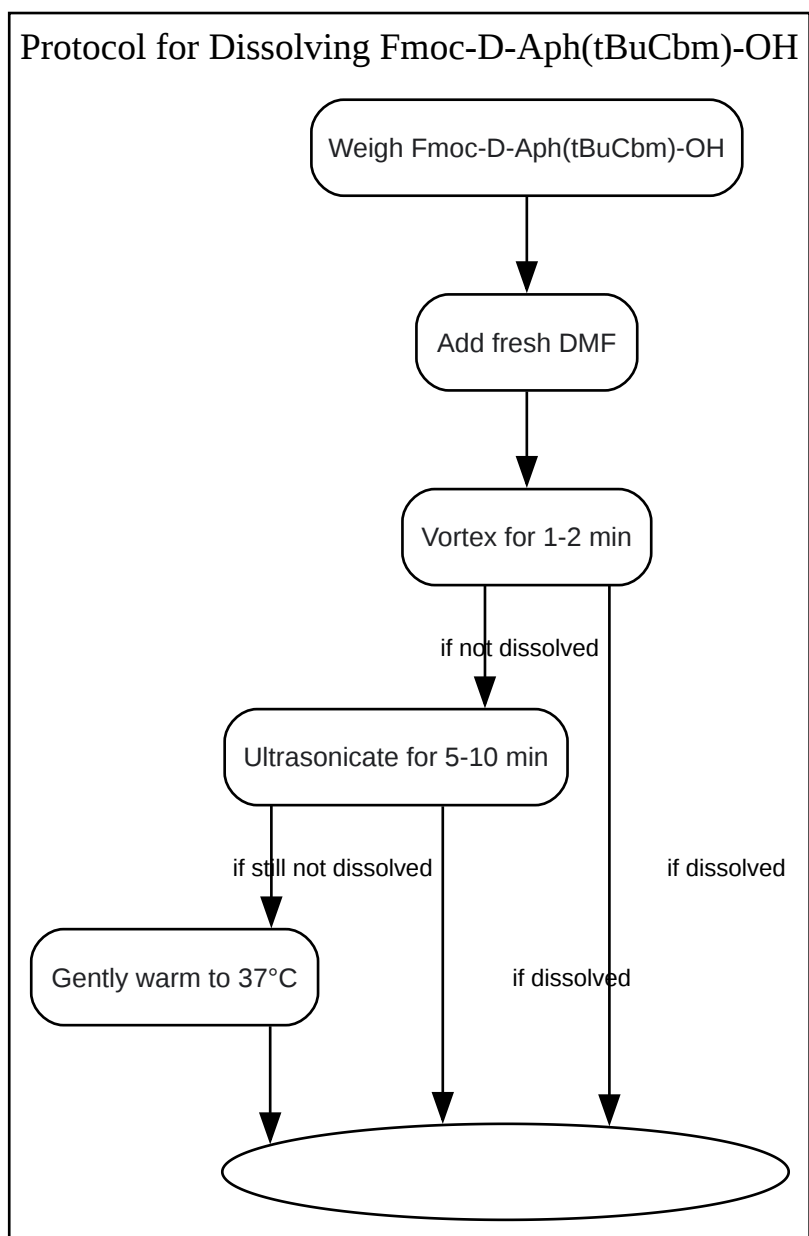 Protocol for Dissolving Fmoc-D-Aph(tBuCbm)-OH
Weigh Fmoc-D-Aph(tBuCbm)-OH
Add fresh DMF
Vortex for 1-2 min
if not dissolved
Ultrasonicate for 5-10 min
if still not dissolved
if dissolved
Gently warm to 37°C
if dissolved